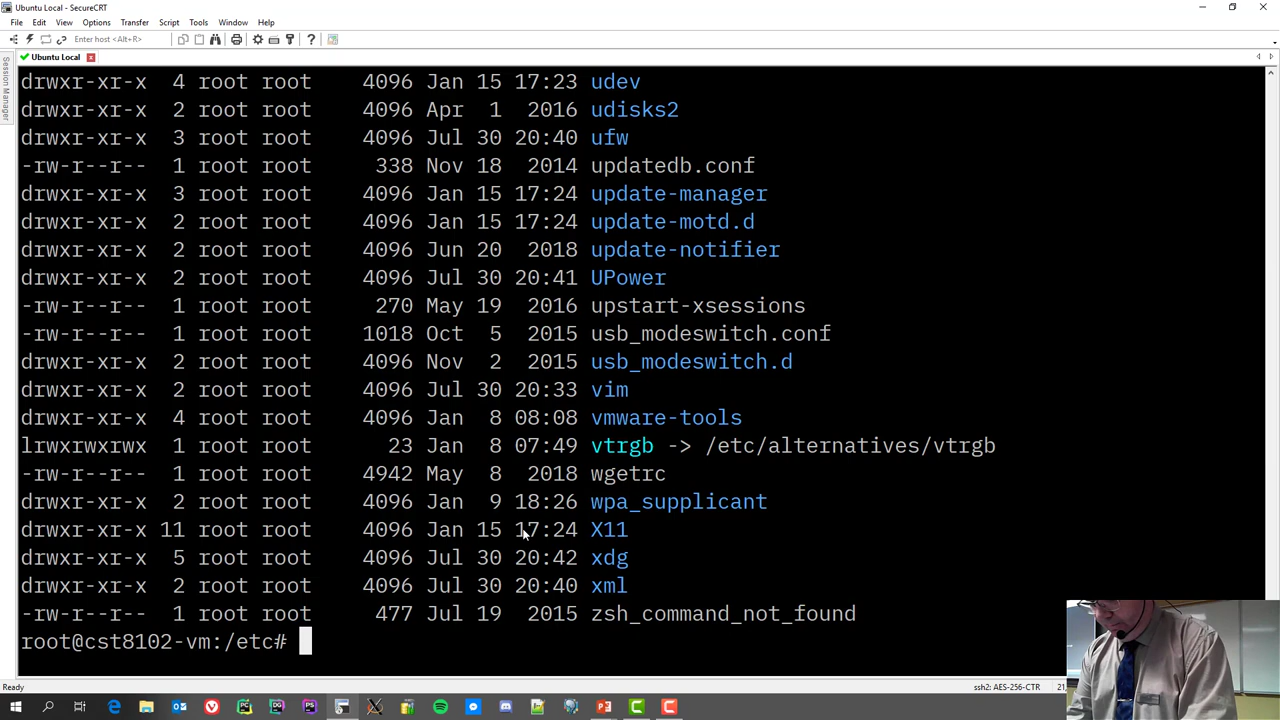 Ubuntu Local - SecureCRT
File Edit View Options Transfer Script Tools Window Help
Enter host <Alt+R>
Session Manager
Ubuntu Local
drwxr-xr-x 4 root root 4096 Jan 15 17:23 udev
drwxr-xr-x 2 root root 4096 Apr 1 2016 udisks2
drwxr-xr-x 3 root root 4096 Jul 30 20:40 ufw
-rw-r--r-- 1 root root 338 Nov 18 2014 updatedb.conf
drwxr-xr-x 3 root root 4096 Jan 15 17:24 update-manager
drwxr-xr-x 2 root root 4096 Jan 15 17:24 update-motd.d
drwxr-xr-x 2 root root 4096 Jun 20 2018 update-notifier
drwxr-xr-x 2 root root 4096 Jul 30 20:41 UPower
-rw-r--r-- 1 root root 270 May 19 2016 upstart-xsessions
-rw-r--r-- 1 root root 1018 Oct 5 2015 usb_modeswitch.conf
drwxr-xr-x 2 root root 4096 Nov 2 2015 usb_modeswitch.d
drwxr-xr-x 2 root root 4096 Jul 30 20:33 vim
drwxr-xr-x 4 root root 4096 Jan 8 08:08 vmware-tools
lrwxrwxrwx 1 root root 23 Jan 8 07:49 vtrgb -> /etc/alternatives/vtrgb
-rw-r--r-- 1 root root 4942 May 8 2018 wgetrc
drwxr-xr-x 2 root root 4096 Jan 9 18:26 wpa_supplicant
drwxr-xr-x 11 root root 4096 Jan 15 17:24 X11
drwxr-xr-x 5 root root 4096 Jul 30 20:42 xdg
drwxr-xr-x 2 root root 4096 Jul 30 20:40 xml
-rw-r--r-- 1 root root 477 Jul 19 2015 zsh_command_not_found
root@cst8102-vm:/etc#
Ready ssh2: AES-256-CTR 21,